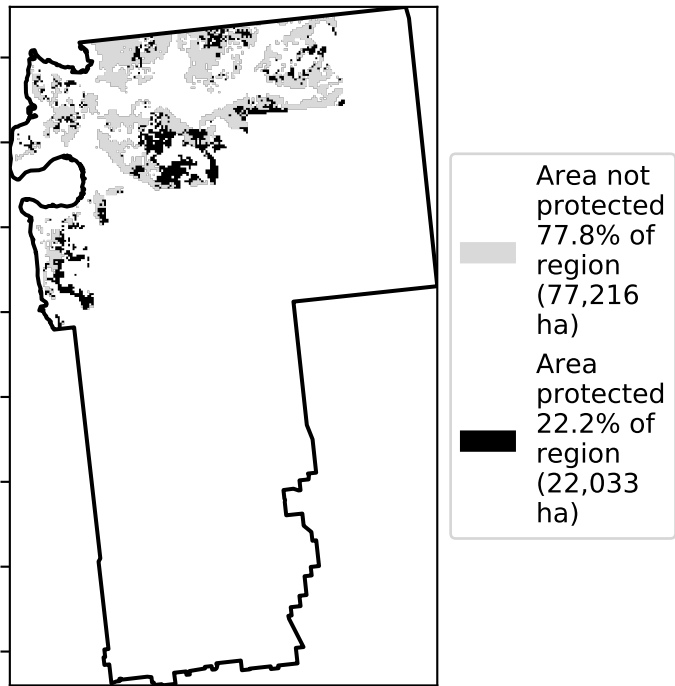 Area not
protected
77.8% of
region
(77,216
ha)
Area
protected
22.2% of
region
(22,033
ha)